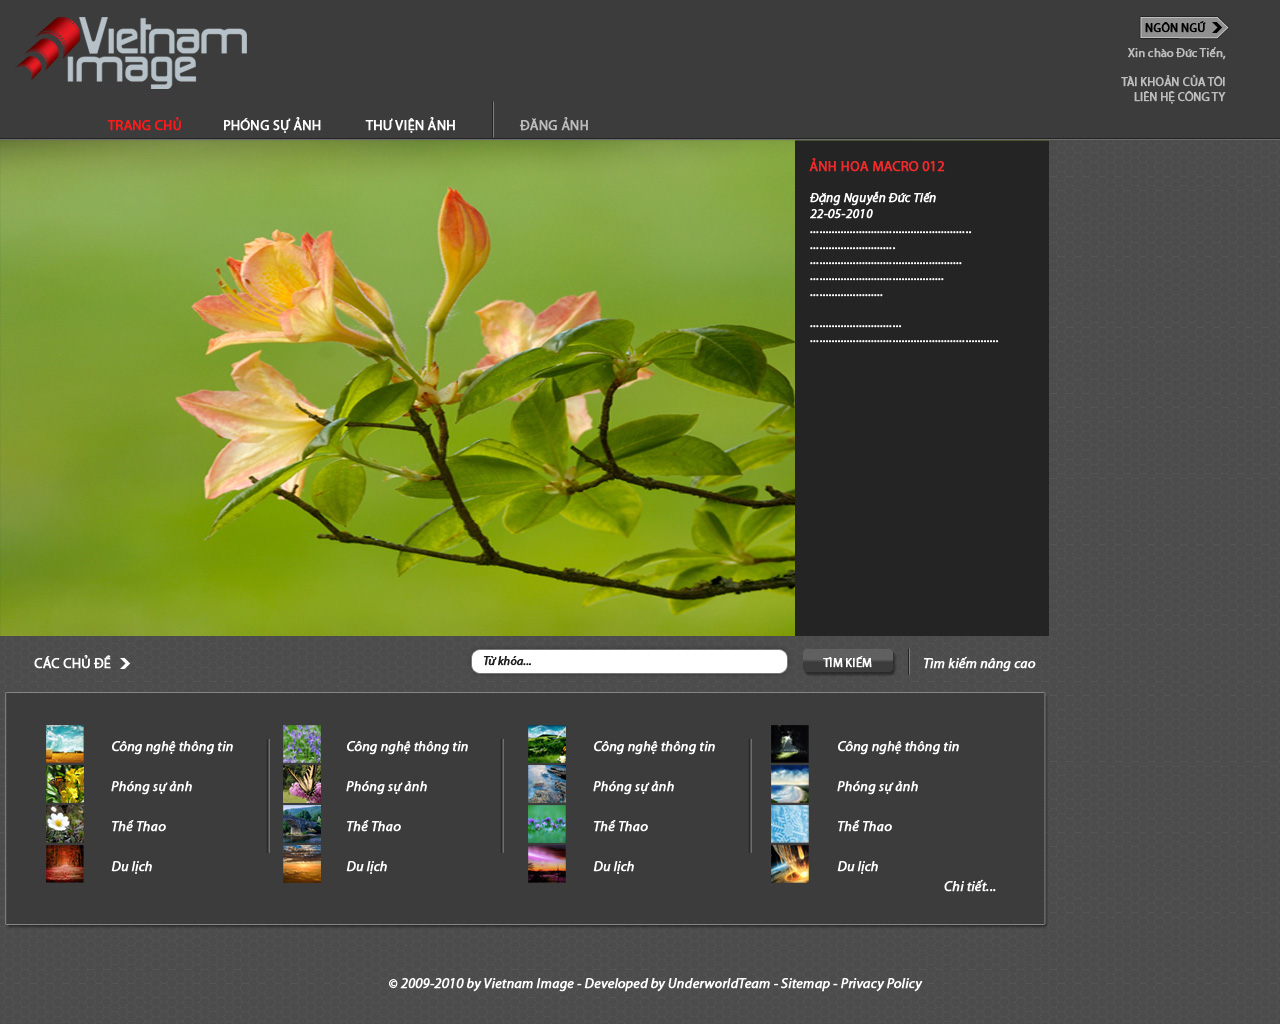 Vietnam
image
NGÔN NGỮ
Xin chào Đức Tiến,
TÀI KHOẢN CỦA TÔI
LIÊN HỆ CÔNG TY
TRANG CHỦ PHÓNG SỰ ẢNH THƯ VIỆN ẢNH ĐĂNG ẢNH
ẢNH HOA MACRO 012
Đặng Nguyễn Đức Tiến
22-05-2010
CÁC CHỦ ĐỀ Từ khóa... TÌM KIẾM Tìm kiếm nâng cao
Công nghệ thông tin Công nghệ thông tin Công nghệ thông tin Công nghệ thông tin
Phóng sự ảnh Phóng sự ảnh Phóng sự ảnh Phóng sự ảnh
Thể Thao Thể Thao Thể Thao Thể Thao
Du lịch Du lịch Du lịch Du lịch
Chi tiết...
© 2009-2010 by Vietnam Image - Developed by UnderworldTeam - Sitemap - Privacy Policy